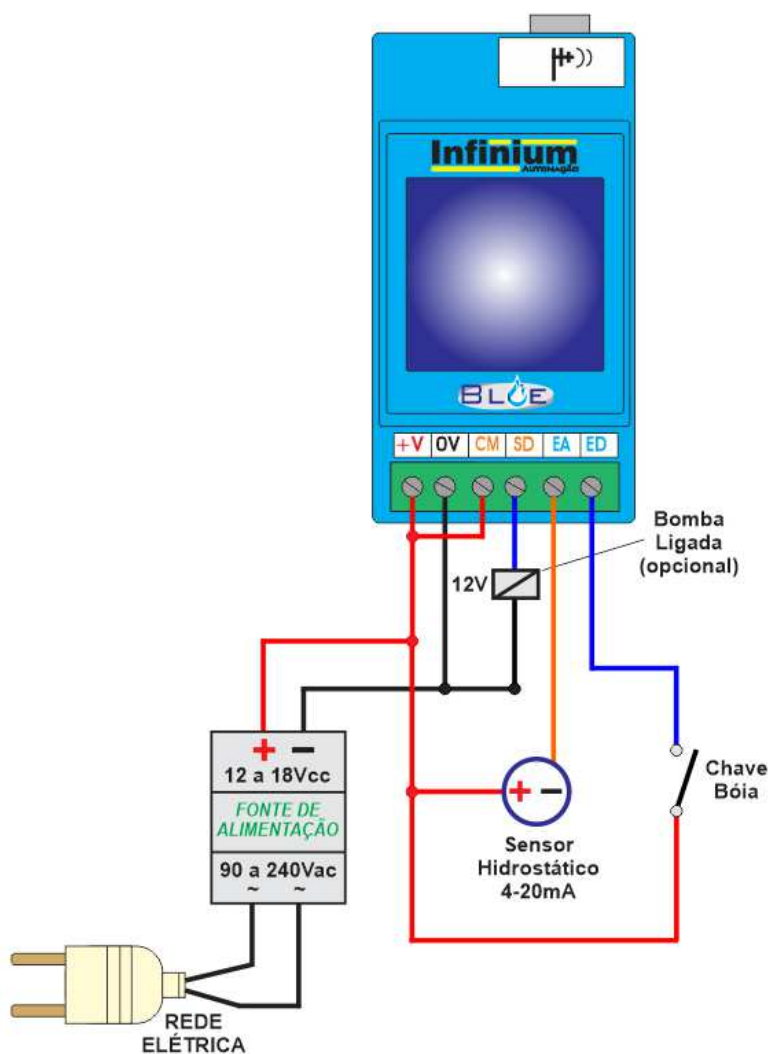 Infinium
AUTOMAÇÃO
BLUE
+V 0V CM SD EA ED
Bomba
Ligada
(opcional)
12V
+ −
12 a 18Vcc
FONTE DE
ALIMENTAÇÃO
90 a 240Vac
~ ~
+ −
Sensor
Hidrostático
4-20mA
Chave
Bóia
REDE
ELÉTRICA